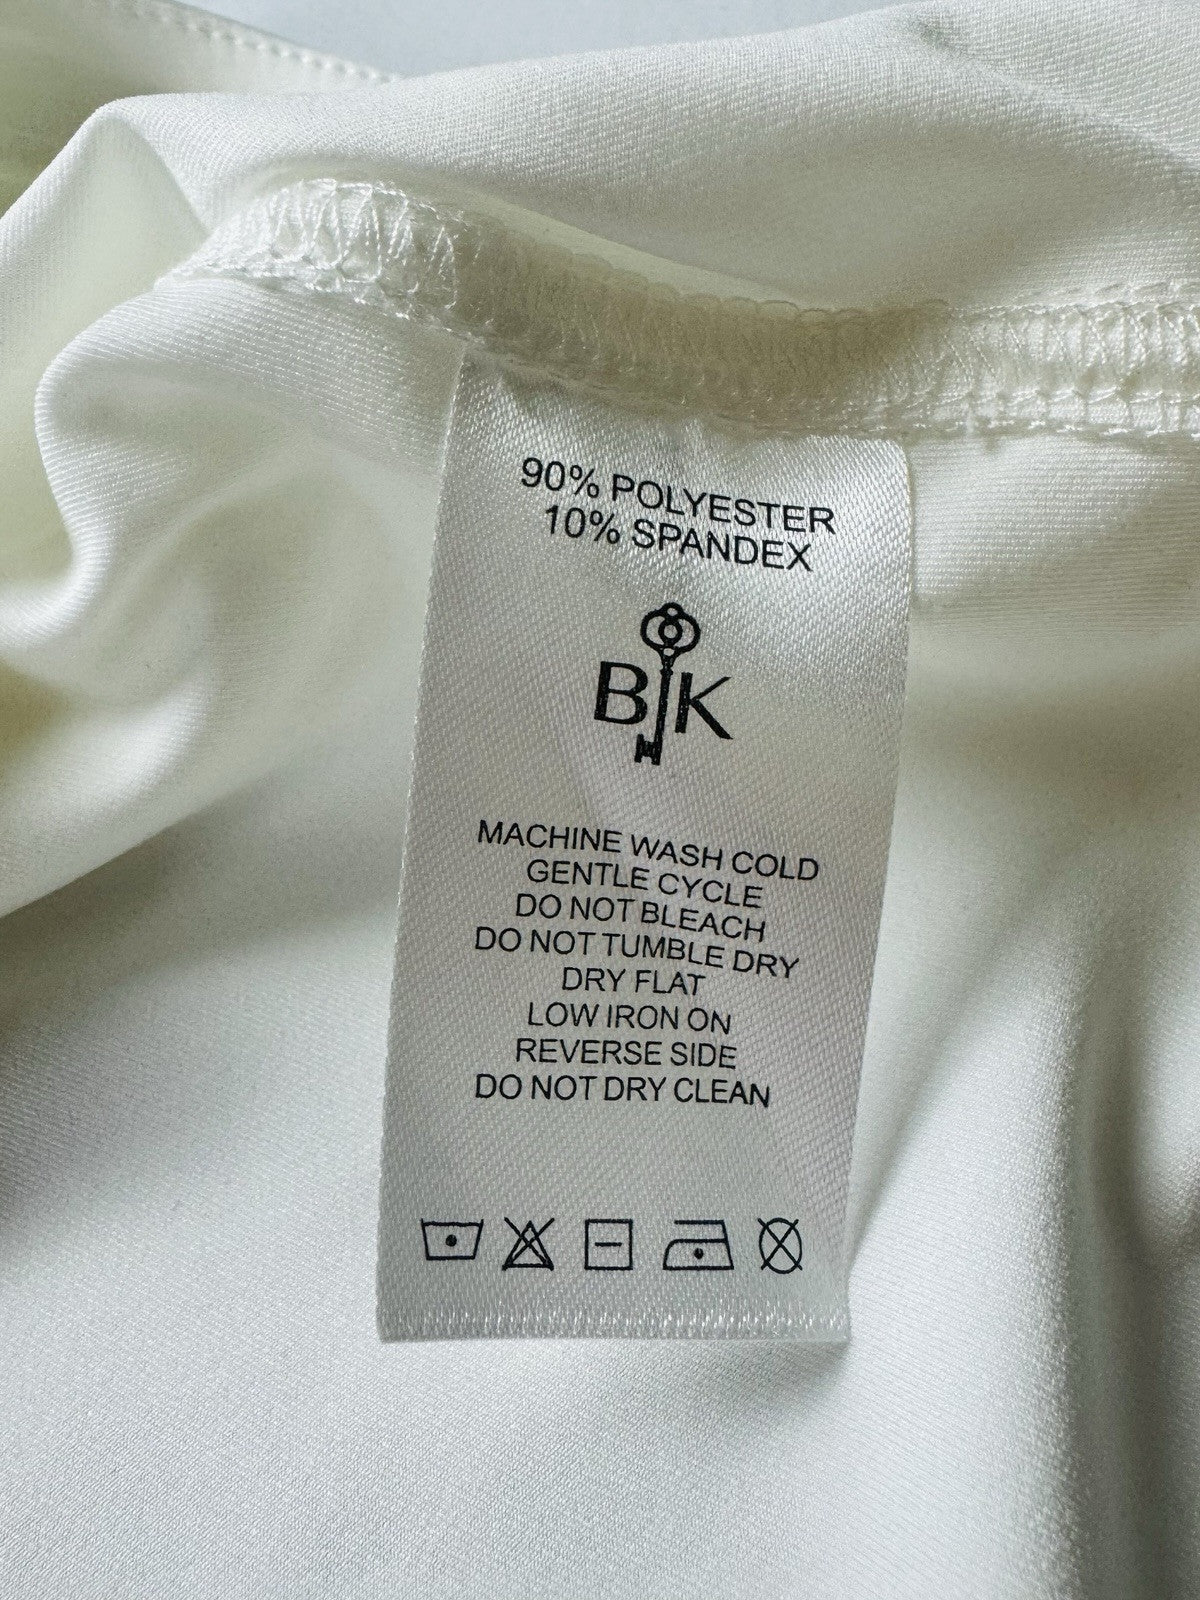 90% POLYESTER
10% SPANDEX
BK
MACHINE WASH COLD
GENTLE CYCLE
DO NOT BLEACH
DO NOT TUMBLE DRY
DRY FLAT
LOW IRON ON
REVERSE SIDE
DO NOT DRY CLEAN